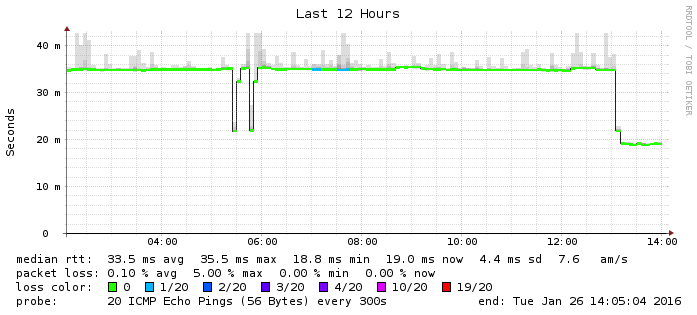 Last 12 Hours
RRDTOOL / TOBI OETIKER
Seconds
40 m
30 m
20 m
10 m
0
04:00 06:00 08:00 10:00 12:00 14:00
median rtt: 33.5 ms avg 35.5 ms max 18.8 ms min 19.0 ms now 4.4 ms sd 7.6 am/s
packet loss: 0.10 % avg 5.00 % max 0.00 % min 0.00 % now
loss color: 0 1/20 2/20 3/20 4/20 10/20 19/20
probe: 20 ICMP Echo Pings (56 Bytes) every 300s end: Tue Jan 26 14:05:04 2016